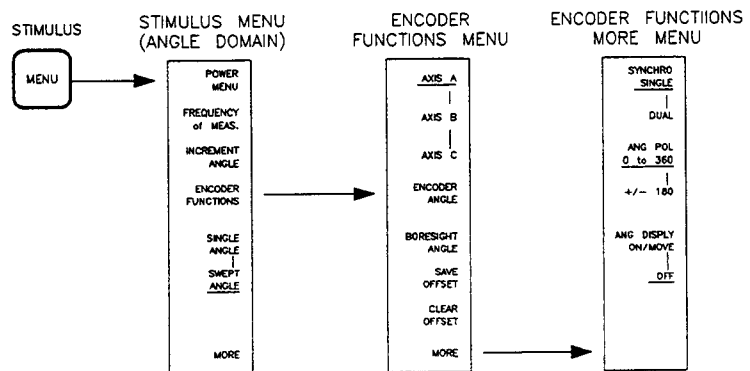 STIMULUS
MENU
STIMULUS MENU
(ANGLE DOMAIN)
POWER
MENU
FREQUENCY
of MEAS.
INCREMENT
ANGLE
ENCODER
FUNCTIONS
SINGLE
ANGLE
SWEPT
ANGLE
MORE
ENCODER
FUNCTIONS MENU
AXIS A
AXIS B
AXIS C
ENCODER
ANGLE
BORESIGHT
ANGLE
SAVE
OFFSET
CLEAR
OFFSET
MORE
ENCODER FUNCTIIONS
MORE MENU
SYNCHRO
SINGLE
DUAL
ANG POL
0 to 360
+/- 180
ANG DISPLY
ON/MOVE
OFF